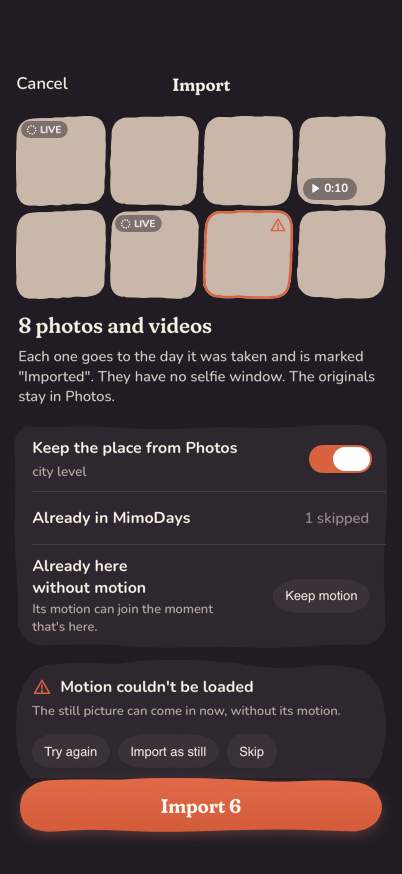 Cancel
Import
LIVE
0:10
LIVE
8 photos and videos
Each one goes to the day it was taken and is marked
"Imported". They have no selfie window. The originals
stay in Photos.
Keep the place from Photos
city level
Already in MimoDays
1 skipped
Already here
without motion
Its motion can join the moment
that's here.
Keep motion
Motion couldn't be loaded
The still picture can come in now, without its motion.
Try again
Import as still
Skip
Import 6